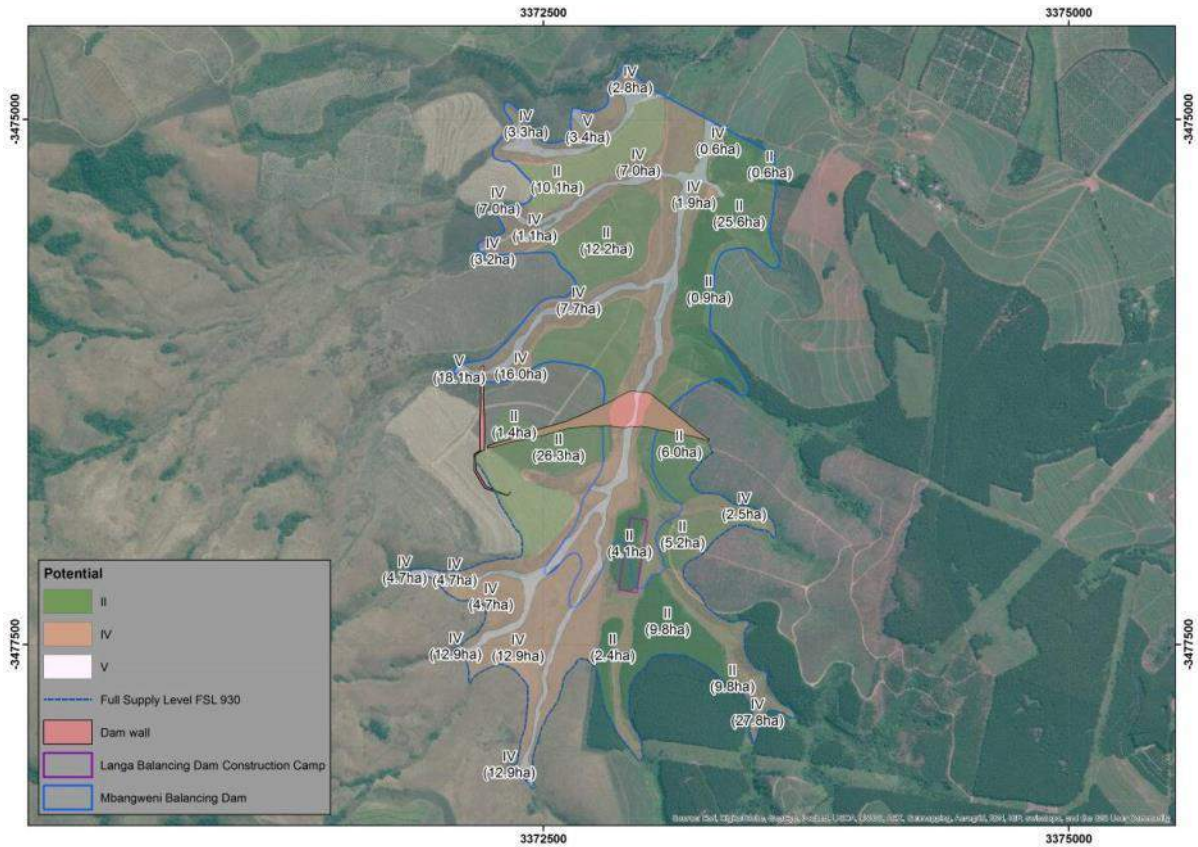 3372500
3375000
-3475000
-3475000
IV
(2.8ha)
IV
(3.3ha)
V
(3.4ha)
IV
(0.6ha)
II
(0.6ha)
IV
(7.0ha)
II
(10.1ha)
IV
(7.0ha)
IV
(1.9ha)
II
(25.6ha)
IV
(1.1ha)
II
(12.2ha)
IV
(3.2ha)
II
(0.9ha)
IV
(7.7ha)
V
(18.1ha)
IV
(16.0ha)
II
(1.4ha)
II
(26.3ha)
II
(6.0ha)
IV
(2.5ha)
II
(4.1ha)
II
(5.2ha)
IV
(4.7ha)
IV
(4.7ha)
IV
(4.7ha)
II
(9.8ha)
IV
(12.9ha)
IV
(12.9ha)
II
(2.4ha)
II
(9.8ha)
IV
(27.8ha)
IV
(12.9ha)
-3477500
-3477500
Potential
II
IV
V
Full Supply Level FSL 930
Dam wall
Langa Balancing Dam Construction Camp
Mbangweni Balancing Dam
3372500
3375000